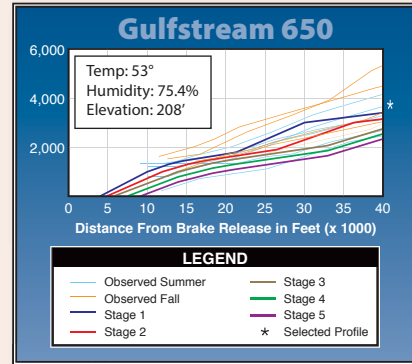 Gulfstream 650
6,000
4,000
2,000
Temp: 53°
Humidity: 75.4%
Elevation: 208’
*
0 5 10 15 20 25 30 35 40
Distance From Brake Release in Feet (x 1000)
LEGEND
Observed Summer
Observed Fall
Stage 1
Stage 2
Stage 3
Stage 4
Stage 5
* Selected Profile